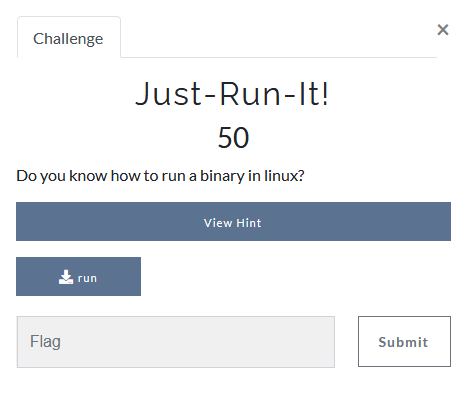 Challenge
×
Just-Run-It!
50
Do you know how to run a binary in linux?
View Hint
run
Flag
Submit